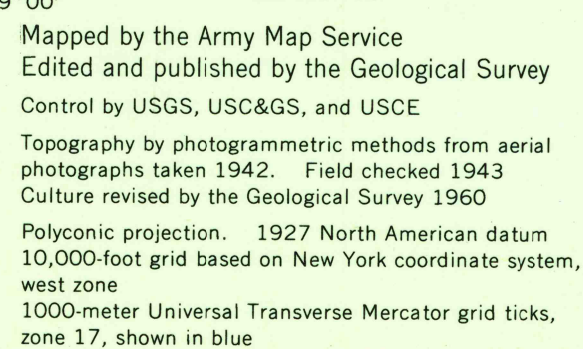 9 00
Mapped by the Army Map Service
Edited and published by the Geological Survey
Control by USGS, USC&GS, and USCE
Topography by photogrammetric methods from aerial
photographs taken 1942. Field checked 1943
Culture revised by the Geological Survey 1960
Polyconic projection. 1927 North American datum
10,000-foot grid based on New York coordinate system,
west zone
1000-meter Universal Transverse Mercator grid ticks,
zone 17, shown in blue